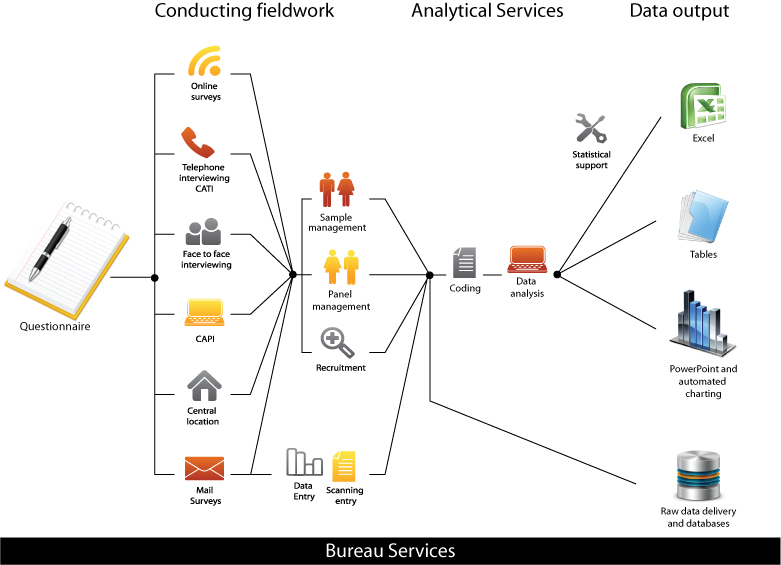 Conducting fieldwork
Analytical Services
Data output
Online
surveys
Telephone
interviewing
CATI
Face to face
interviewing
CAPI
Central
location
Mail
Surveys
Questionnaire
Sample
management
Panel
management
Recruitment
Data
Entry
Scanning
entry
Coding
Data
analysis
Statistical
support
Excel
Tables
PowerPoint and
automated
charting
Raw data delivery
and databases
Bureau Services